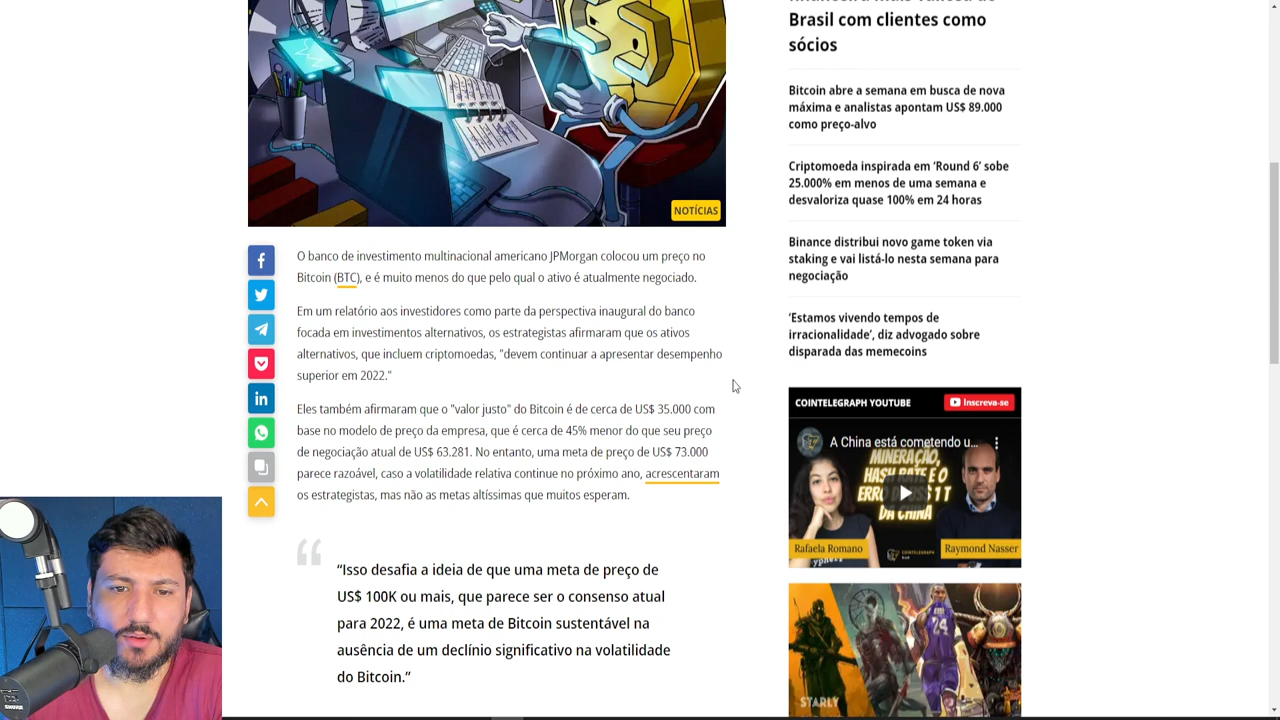 Brasil com clientes como
sócios
Bitcoin abre a semana em busca de nova
máxima e analistas apontam US$ 89.000
como preço-alvo
Criptomoeda inspirada em ‘Round 6’ sobe
25.000% em menos de uma semana e
desvaloriza quase 100% em 24 horas
Binance distribui novo game token via
staking e vai listá-lo nesta semana para
negociação
‘Estamos vivendo tempos de
irracionalidade’, diz advogado sobre
disparada das memecoins
NOTÍCIAS
O banco de investimento multinacional americano JPMorgan colocou um preço no
Bitcoin (BTC), e é muito menos do que pelo qual o ativo é atualmente negociado.
Em um relatório aos investidores como parte da perspectiva inaugural do banco
focada em investimentos alternativos, os estrategistas afirmaram que os ativos
alternativos, que incluem criptomoedas, "devem continuar a apresentar desempenho
superior em 2022."
Eles também afirmaram que o "valor justo" do Bitcoin é de cerca de US$ 35.000 com
base no modelo de preço da empresa, que é cerca de 45% menor do que seu preço
de negociação atual de US$ 63.281. No entanto, uma meta de preço de US$ 73.000
parece razoável, caso a volatilidade relativa continue no próximo ano, acrescentaram
os estrategistas, mas não as metas altíssimas que muitos esperam.
“Isso desafia a ideia de que uma meta de preço de
US$ 100K ou mais, que parece ser o consenso atual
para 2022, é uma meta de Bitcoin sustentável na
ausência de um declínio significativo na volatilidade
do Bitcoin.”
COINTELEGRAPH YOUTUBE
Inscreva-se
A China está cometendo u...
MINERAÇÃO,
HASH RATE E O
DA CHINA
Rafaela Romano
Raymond Nasser
24
STARLY
SHURE